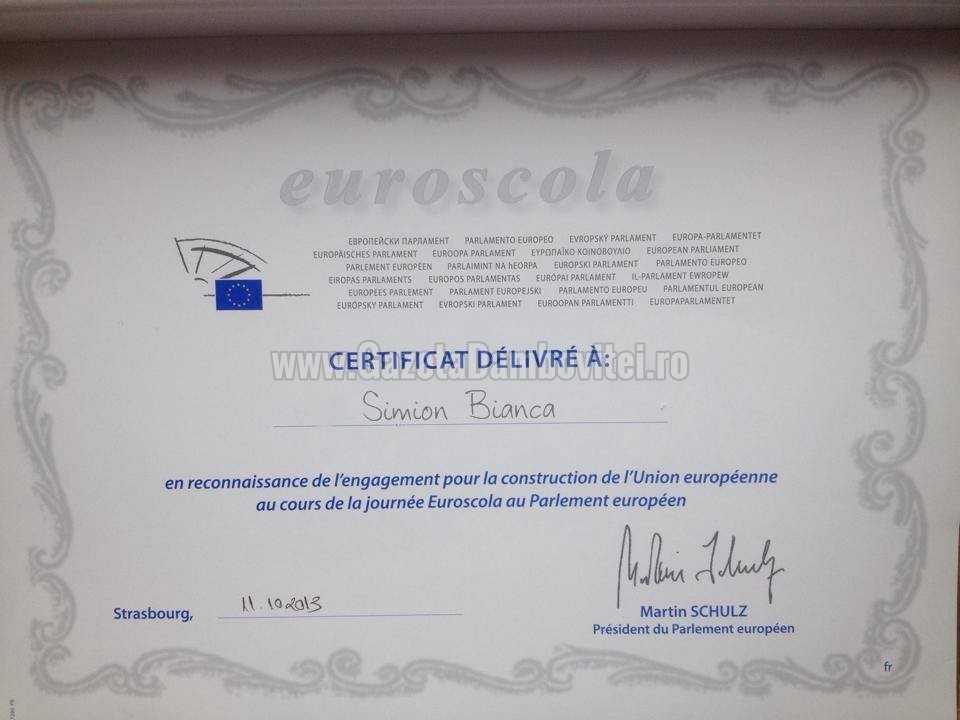 euroscola
ЕВРОПЕЙСКИ ПАРЛАМЕНТ PARLAMENTO EUROPEO EVROPSKÝ PARLAMENT EUROPA-PARLAMENTET
EUROPÄISCHES PARLAMENT EUROOPA PARLAMENT ΕΥΡΩΠΑΪΚΟ ΚΟΙΝΟΒΟΥΛΙΟ EUROPEAN PARLIAMENT
PARLEMENT EUROPÉEN PARLAIMINT NA hEORPA EUROPSKI PARLAMENT PARLAMENTO EUROPEO
EIROPAS PARLAMENTS EUROPOS PARLAMENTAS EURÓPAI PARLAMENT IL-PARLAMENT EWROPEW
EUROPEES PARLEMENT PARLAMENT EUROPEJSKI PARLAMENTO EUROPEU PARLAMENTUL EUROPEAN
EURÓPSKY PARLAMENT EVROPSKI PARLAMENT EUROOPAN PARLAMENTTI EUROPAPARLAMENTET
CERTIFICAT DÉLIVRÉ À:
www.GazetaDambovitei.ro
Simion Bianca
en reconnaissance de l'engagement pour la construction de l'Union européenne
au cours de la journée Euroscola au Parlement européen
Strasbourg, 11.10.2013
Martin Schulz
Martin SCHULZ
Président du Parlement européen
fr